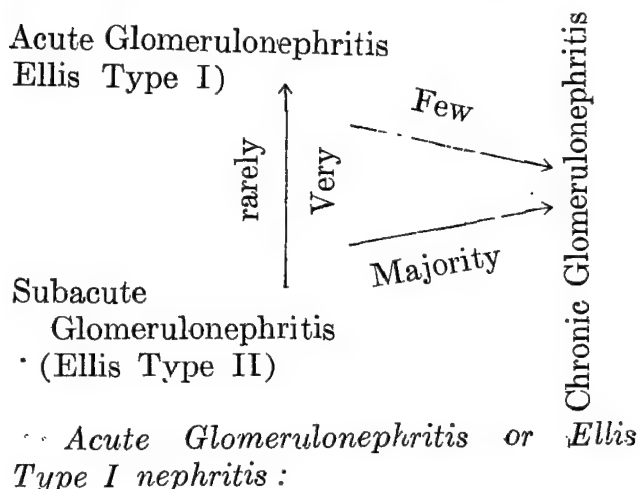 Acute Glomerulonephritis
Ellis Type I)
Few
rarely
Very
Majority
Chronic Glomerulonephritis
Subacute
Glomerulonephritis
(Ellis Type II)
Acute Glomerulonephritis or Ellis
Type I nephritis :